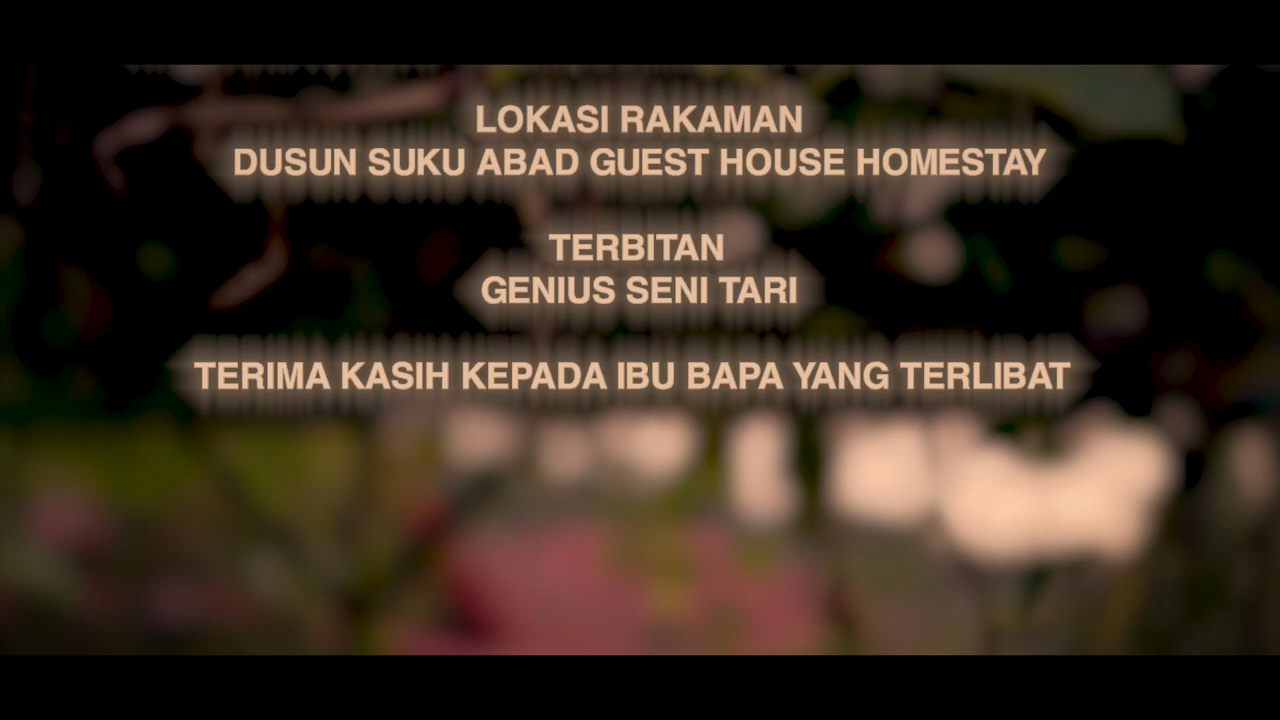 LOKASI RAKAMAN
DUSUN SUKU ABAD GUEST HOUSE HOMESTAY
TERBITAN
GENIUS SENI TARI
TERIMA KASIH KEPADA IBU BAPA YANG TERLIBAT